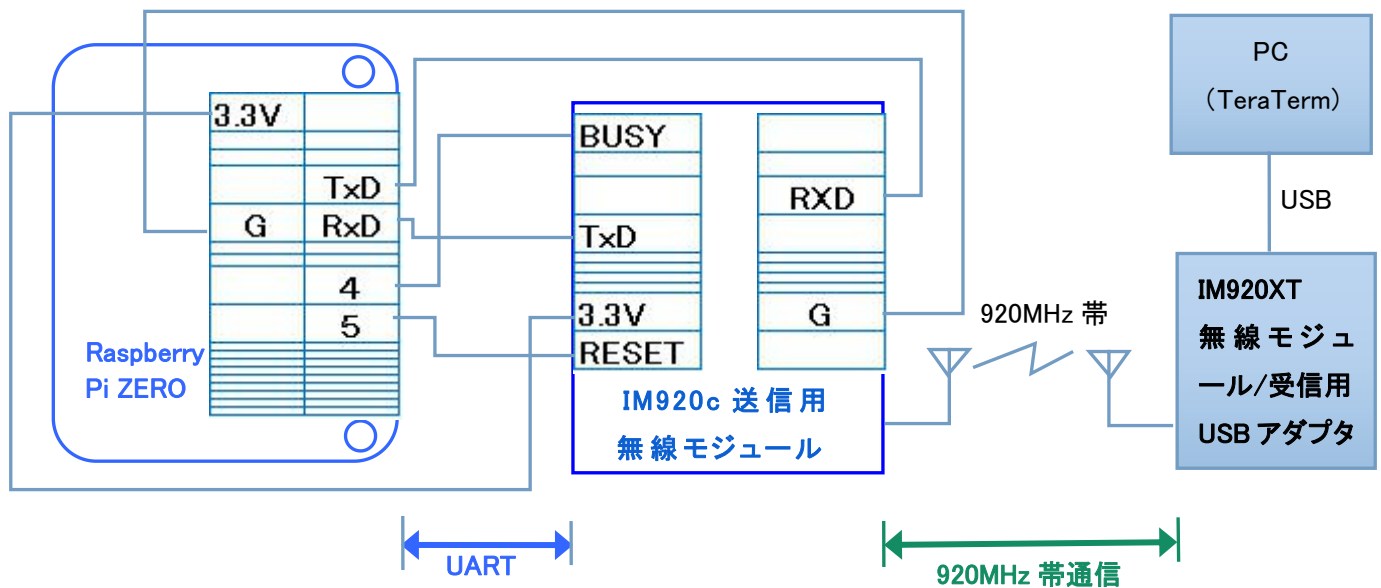 3.3V
TxD
G
RxD
4
5
Raspberry
Pi ZERO
BUSY
TxD
3.3V
RESET
RXD
G
IM920c 送信用
無線モジュール
920MHz 帯
PC
(TeraTerm)
USB
IM920XT
無線モジュ
ール/受信用
USB アダプタ
UART
920MHz 帯通信